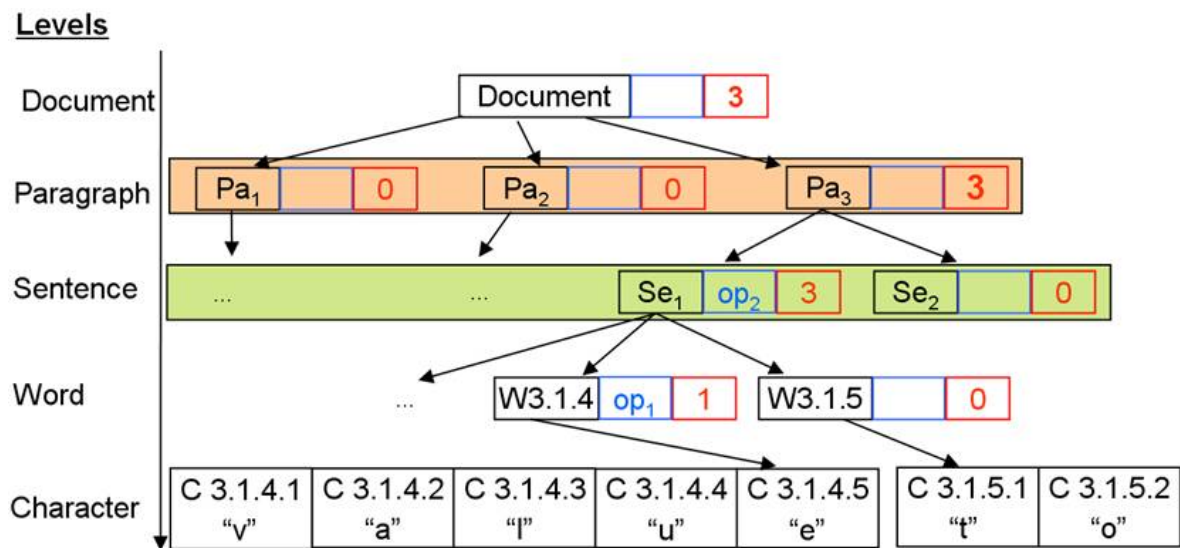 Levels
Document Document 3
Paragraph Pa₁ 0 Pa₂ 0 Pa₃ 3
Sentence ... ... Se₁ op₂ 3 Se₂ 0
Word ... W3.1.4 op₁ 1 W3.1.5 0
Character C 3.1.4.1 C 3.1.4.2 C 3.1.4.3 C 3.1.4.4 C 3.1.4.5 C 3.1.5.1 C 3.1.5.2
“v” “a” “l” “u” “e” “t” “o”